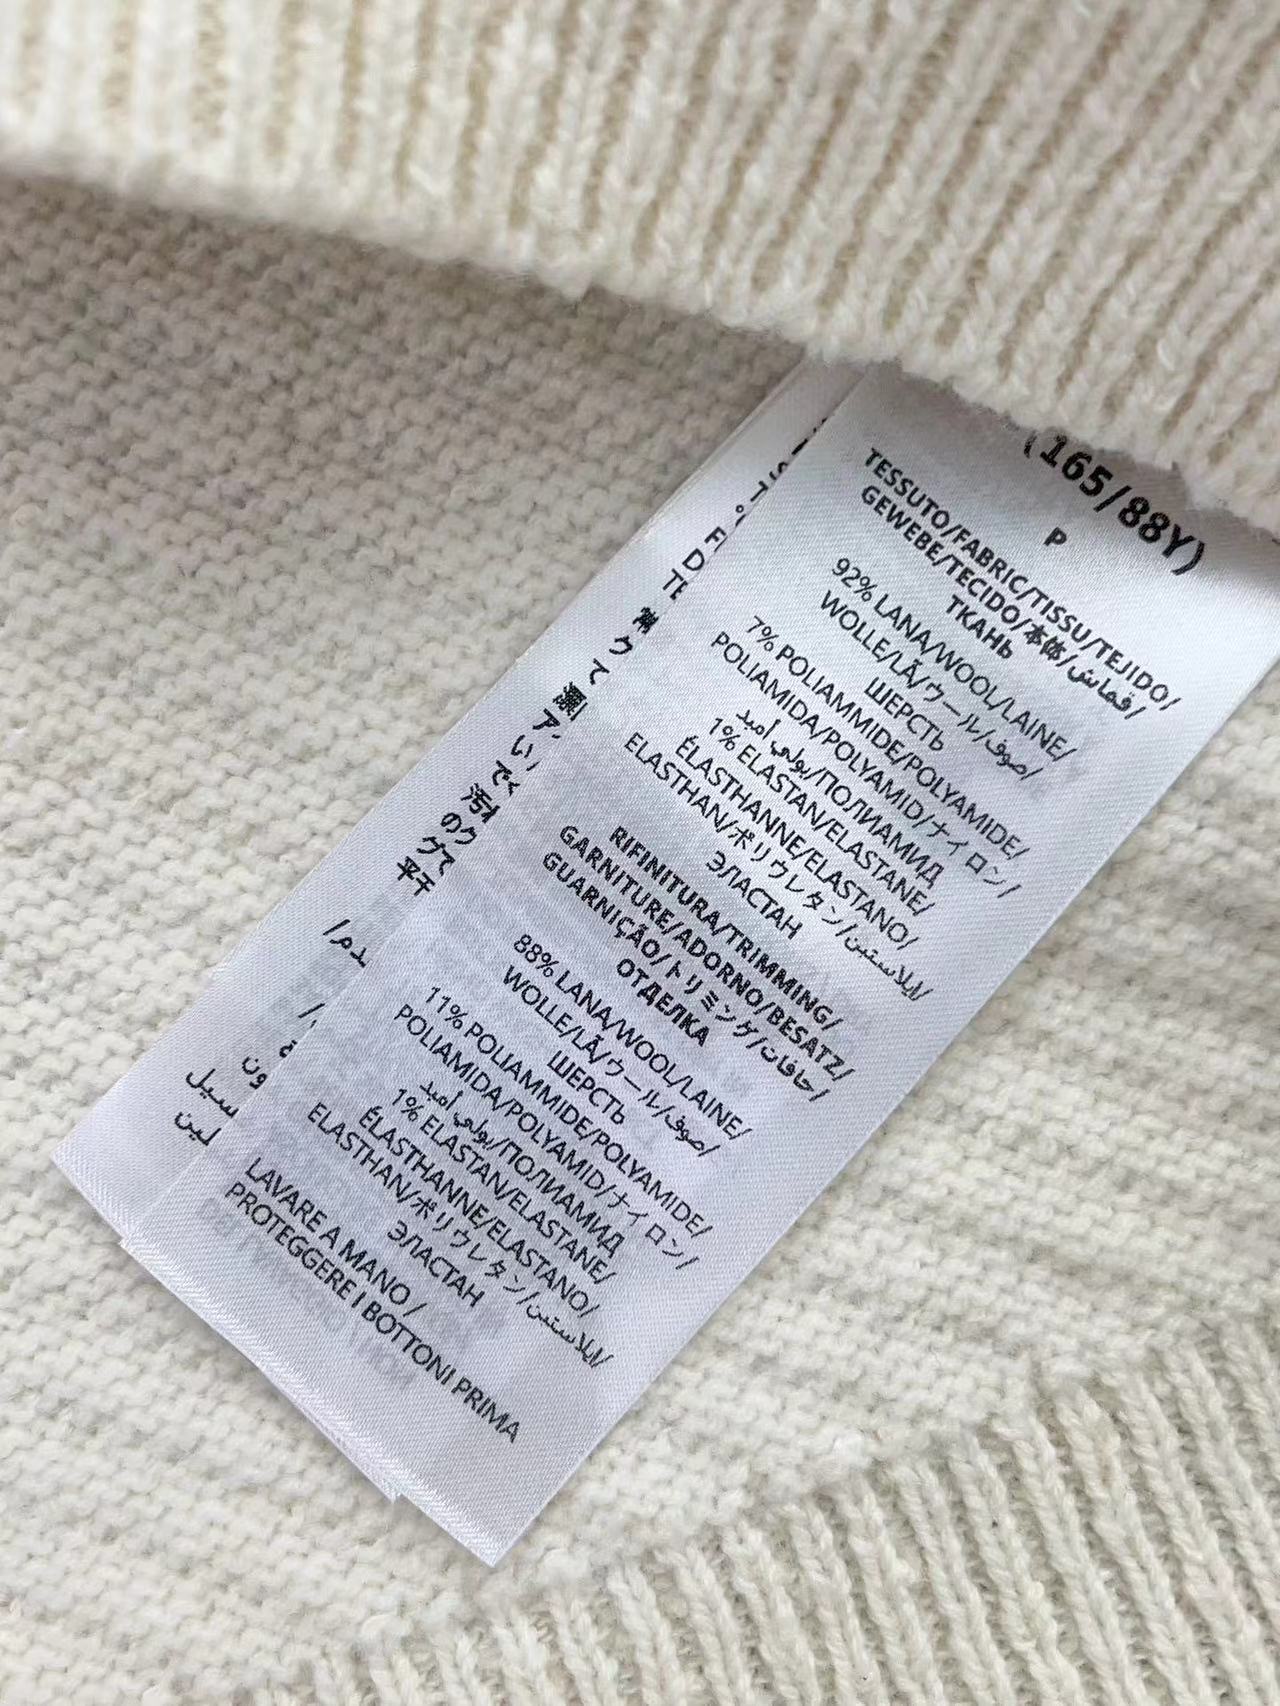 (165/88Y)
P
TESSUTO/FABRIC/TISSU/TEJIDO/
GEWEBE/TECIDO/本体/قماش/
ТКАНЬ
92% LANA/WOOL/LAINE/
WOLLE/LÃ/ウール/صوف/
ШЕРСТЬ
7% POLIAMMIDE/POLYAMIDE/
POLIAMIDA/POLYAMID/ナイロン/
بولي أميد/ПОЛИАМИД
1% ELASTAN/ELASTANE/
ÉLASTHANNE/ELASTANO/
ELASTHAN/ポリウレタン/إيلاستين/
ЭЛАСТАН
RIFINITURA/TRIMMING/
GARNITURE/ADORNO/BESATZ/
GUARNIÇÃO/トリミング/حافات/
ОТДЕЛКА
88% LANA/WOOL/LAINE/
WOLLE/LÃ/ウール/صوف/
ШЕРСТЬ
11% POLIAMMIDE/POLYAMIDE/
POLIAMIDA/POLYAMID/ナイロン/
بولي أميد/ПОЛИАМИД
1% ELASTAN/ELASTANE/
ÉLASTHANNE/ELASTANO/
ELASTHAN/ポリウレタン/إيلاستين/
ЭЛАСТАН
LAVARE A MANO /
PROTEGGERE I BOTTONI PRIMA